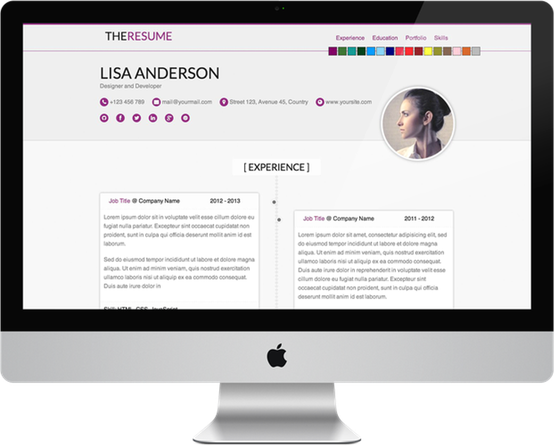 THERESUME
Experience Education Portfolio Skills
LISA ANDERSON
Designer and Developer
+123 456 789 mail@yourmail.com Street 123, Avenue 45, Country www.yoursite.com
[ EXPERIENCE ]
Job Title @ Company Name 2012 - 2013
Lorem ipsum dolor sit in voluptate velit esse cillum dolore eu
fugiat nulla pariatur. Excepteur sint occaecat cupidatat non
proident, sunt in culpa qui officia deserunt mollit anim id est
laborum.
Sed do eiusmod tempor incididunt ut labore et dolore magna
aliqua. Ut enim ad minim veniam, quis nostrud exercitation
ullamco laboris nisi ut aliquip ex ea commodo consequat.
Duis aute irure dolor in
Job Title @ Company Name 2011 - 2012
Lorem ipsum dolor sit amet, consectetur adipisicing elit, sed
do eiusmod tempor incididunt ut labore et dolore magna
aliqua. Ut enim ad minim veniam, quis nostrud exercitation
ullamco laboris nisi ut aliquip ex ea commodo consequat.
Duis aute irure dolor in reprehenderit in voluptate velit esse
cillum dolore eu fugiat nulla pariatur. Excepteur sint
occaecat cupidatat non proident, sunt in culpa qui officia
deserunt mollit anim id est laborum.